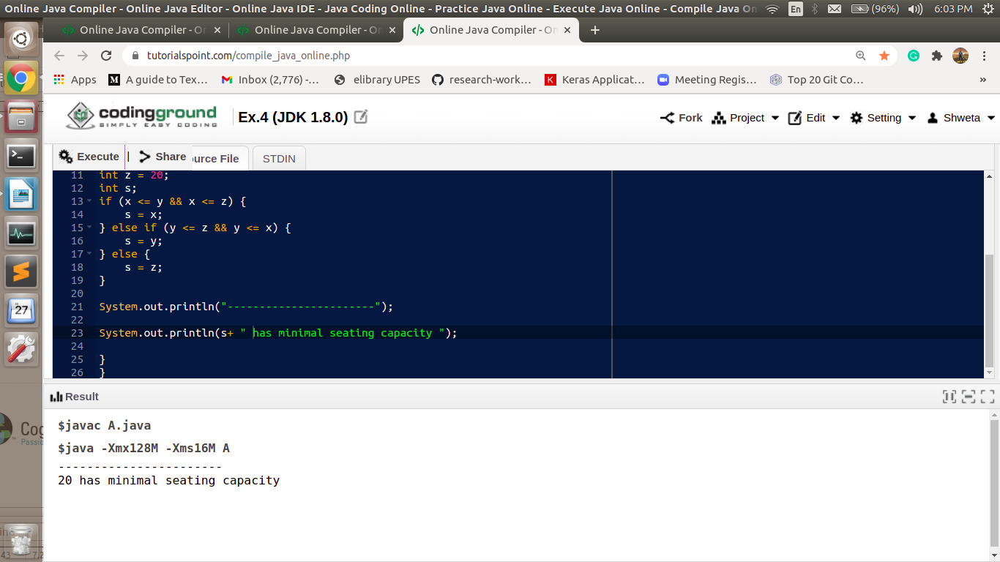 Online Java Compiler - Online Java Editor - Online Java IDE - Java Coding Online - Practice Java Online - Execute Java Online - Compile Java On
En (96%) 6:03 PM
Online Java Compiler - On Online Java Compiler - On Online Java Compiler - On
tutorialspoint.com/compile_java_online.php
Apps M A guide to Tex... Inbox (2,776) -... elibrary UPES research-work... K Keras Applicat... Meeting Regis... Top 20 Git Co... »
codingground
SIMPLY EASY CODING
Ex.4 (JDK 1.8.0) Fork Project Edit Setting Shweta
Execute | Share ource File STDIN
11 int z = 20;
12 int s;
13 if (x <= y && x <= z) {
14     s = x;
15 } else if (y <= z && y <= x) {
16     s = y;
17 } else {
18     s = z;
19 }
20
21 System.out.println("-----------------------");
22
23 System.out.println(s+ " has minimal seating capacity ");
24
25 }
26 }
27
Result
$javac A.java
$java -Xmx128M -Xms16M A
-----------------------
20 has minimal seating capacity
Cog
Passio